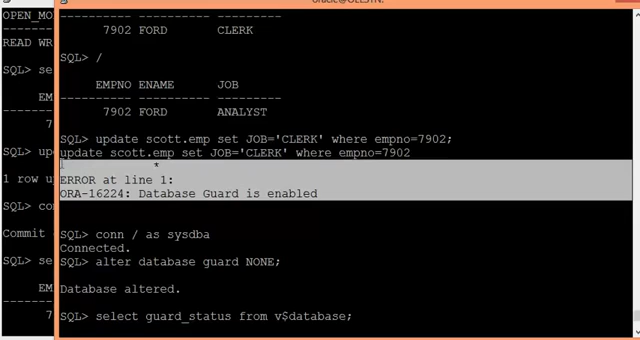 OPEN_MO
READ WR
SQL> se
EM
7
SQL> up
1 row u
SQL> com
Commit c
SQL> se
EM
7
7902 FORD CLERK
SQL> /
EMPNO ENAME JOB
---------- ---------- ---------
7902 FORD ANALYST
SQL> update scott.emp set JOB='CLERK' where empno=7902;
update scott.emp set JOB='CLERK' where empno=7902
*
ERROR at line 1:
ORA-16224: Database Guard is enabled
SQL> conn / as sysdba
Connected.
SQL> alter database guard NONE;
Database altered.
SQL> select guard_status from v$database;